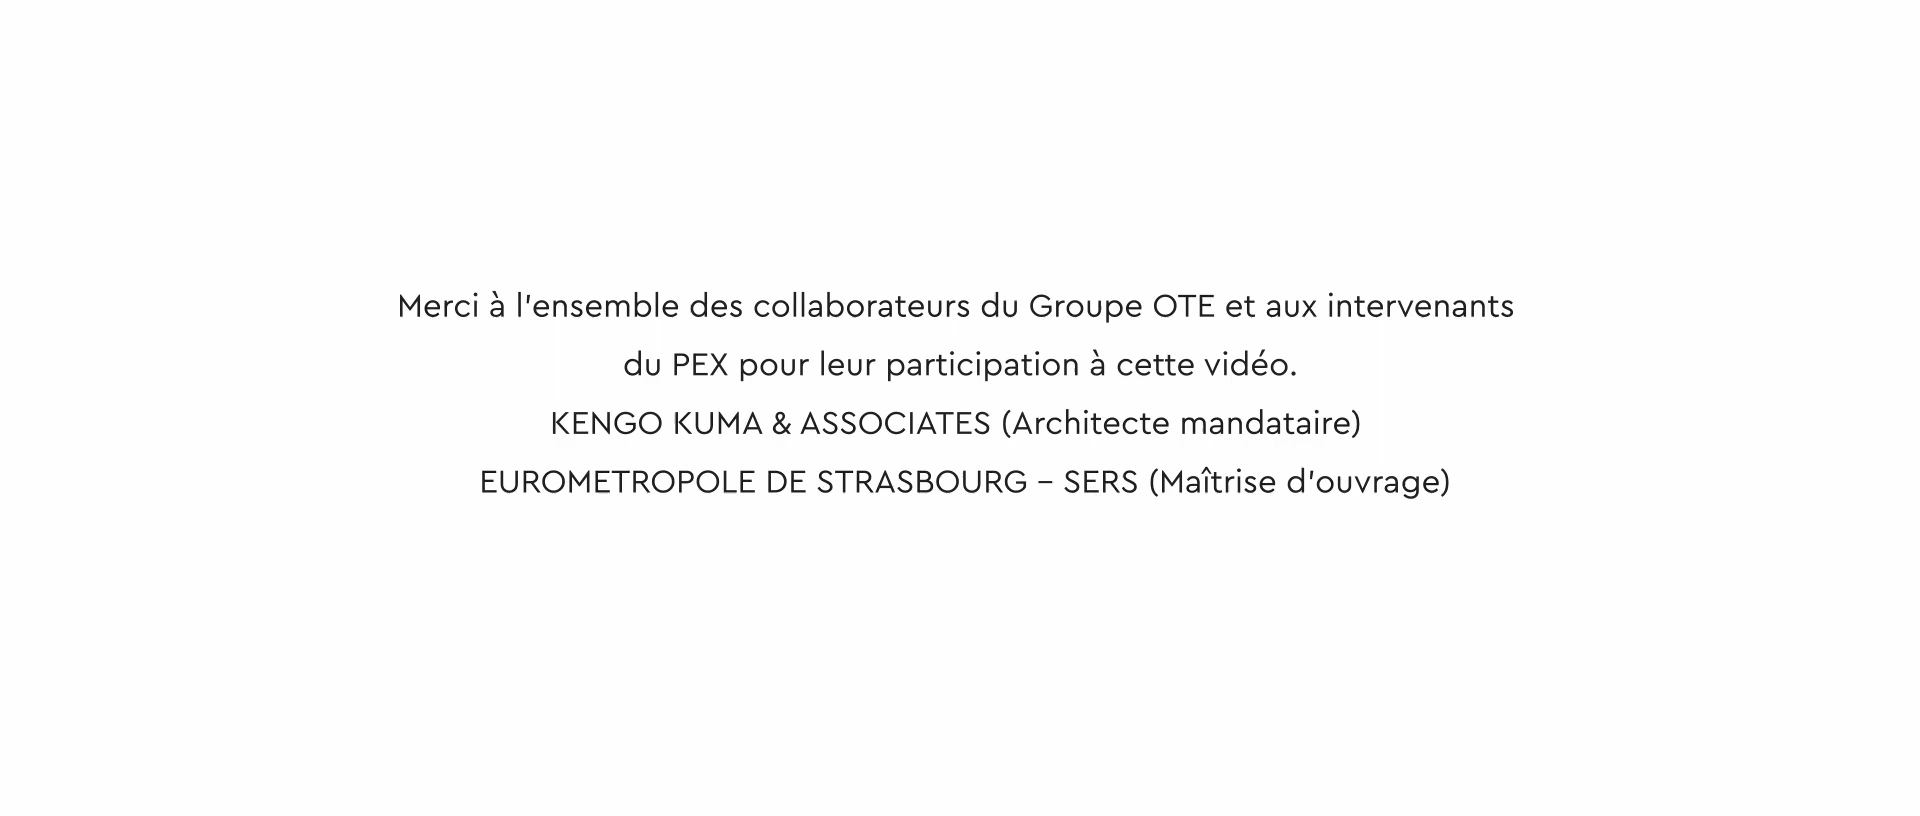 Merci à l'ensemble des collaborateurs du Groupe OTE et aux intervenants
du PEX pour leur participation à cette vidéo.
KENGO KUMA & ASSOCIATES (Architecte mandataire)
EUROMETROPOLE DE STRASBOURG – SERS (Maîtrise d'ouvrage)